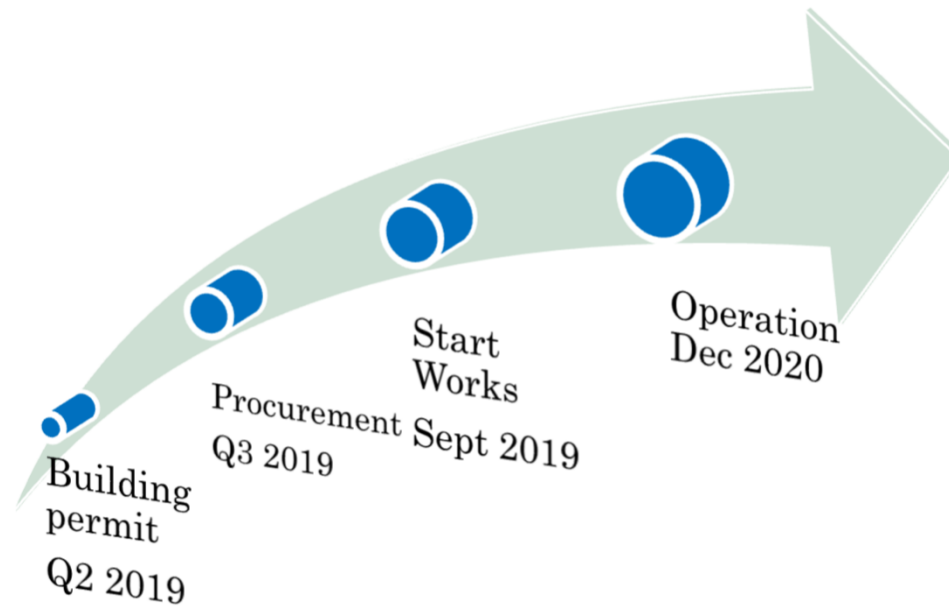 Building
permit
Q2 2019
Procurement
Q3 2019
Start
Works
Sept 2019
Operation
Dec 2020